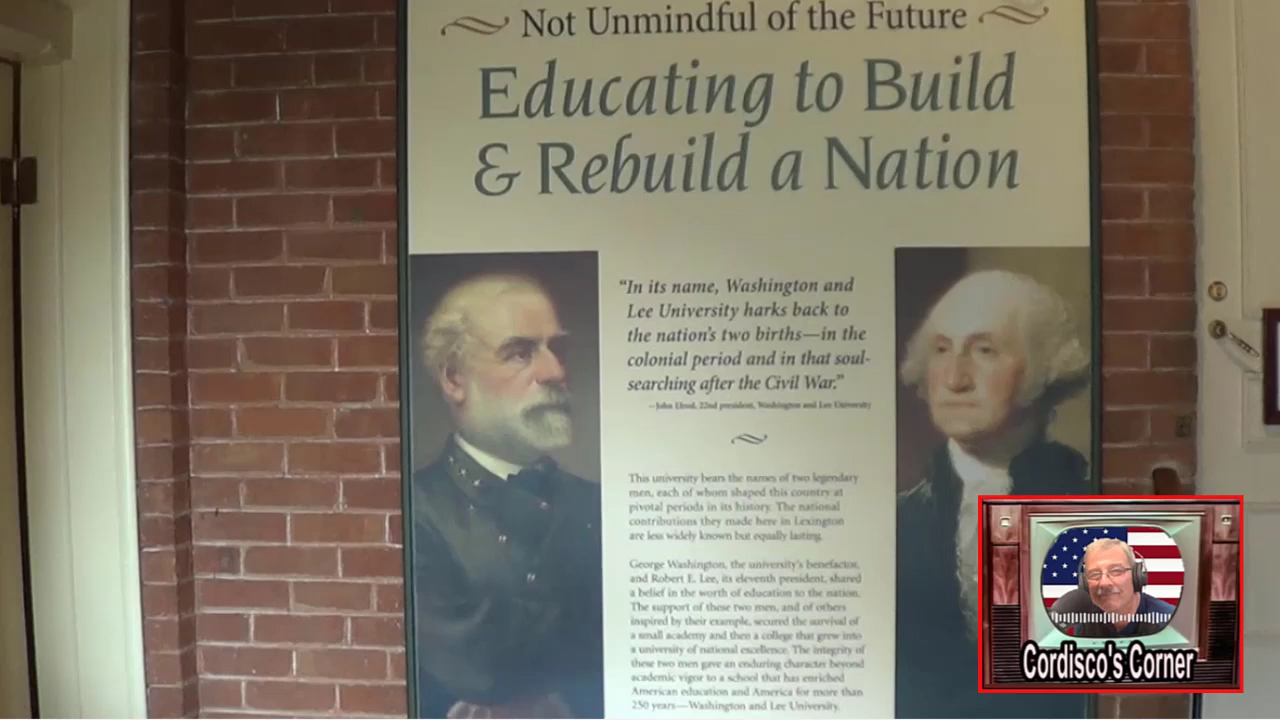 Not Unmindful of the Future
Educating to Build
& Rebuild a Nation
“In its name, Washington and
Lee University harks back to
the nation’s two births—in the
colonial period and in that soul-
searching after the Civil War.”
—John Elrod, 22nd president, Washington and Lee University
This university bears the names of two legendary
men, each of whom shaped this country at
pivotal periods in its history. The national
contributions they made here in Lexington
are less widely known but equally lasting.
George Washington, the university’s benefactor,
and Robert E. Lee, its eleventh president, shared
a belief in the worth of education to the nation.
The support of these two men, and of others
inspired by their example, secured the survival of
a small academy and then a college that grew into
a university of national excellence. The integrity of
these two men gave an enduring character beyond
academic vigor to a school that has enriched
American education and America for more than
250 years—Washington and Lee University.
Cordisco's Corner